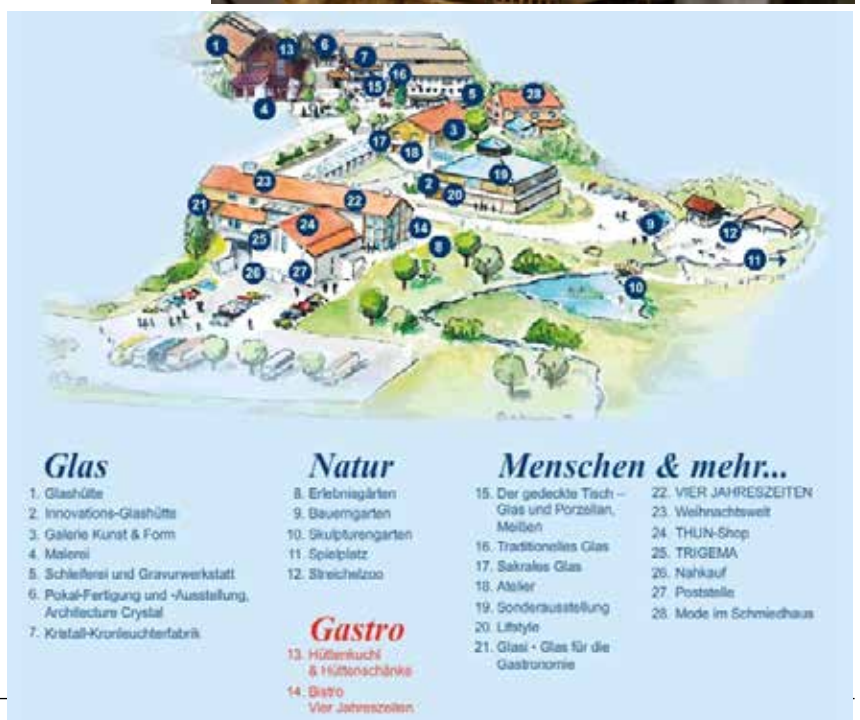 1
13
6
7
16
15
4
5
28
3
17
18
19
2
20
23
22
21
24
14
25
8
26
27
9
12
11
10
Glas
1. Glashütte
2. Innovations-Glashütte
3. Galerie Kunst & Form
4. Malerei
5. Schleiferei und Gravurwerkstatt
6. Pokal-Fertigung und -Ausstellung,
Architecture Crystal
7. Kristall-Kronleuchterfabrik
Natur
8. Erlebnisgärten
9. Bauerngarten
10. Skulpturengarten
11. Spielplatz
12. Streichelzoo
Gastro
13. Hüttenkuchl
& Hüttenschänke
14. Bistro
Vier Jahreszeiten
Menschen & mehr...
15. Der gedeckte Tisch –
Glas und Porzellan,
Meißen
16. Traditionelles Glas
17. Sakrales Glas
18. Atelier
19. Sonderausstellung
20. Lifstyle
21. Glasi • Glas für die
Gastronomie
22. VIER JAHRESZEITEN
23. Weihnachtswelt
24. THUN-Shop
25. TRIGEMA
26. Nahkauf
27. Poststelle
28. Mode im Schmiedhaus